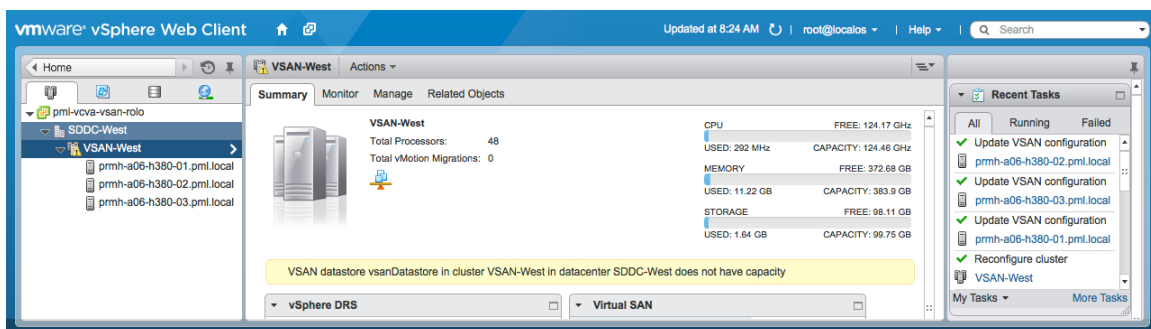 vmware® vSphere Web Client
Updated at 8:24 AM | root@localos | Help | Search
Home
pml-vcva-vsan-rolo
SDDC-West
VSAN-West
prmh-a06-h380-01.pml.local
prmh-a06-h380-02.pml.local
prmh-a06-h380-03.pml.local
VSAN-West Actions
Summary Monitor Manage Related Objects
VSAN-West
Total Processors: 48
Total vMotion Migrations: 0
CPU FREE: 124.17 GHz
USED: 292 MHz CAPACITY: 124.46 GHz
MEMORY FREE: 372.68 GB
USED: 11.22 GB CAPACITY: 383.9 GB
STORAGE FREE: 98.11 GB
USED: 1.64 GB CAPACITY: 99.75 GB
VSAN datastore vsanDatastore in cluster VSAN-West in datacenter SDDC-West does not have capacity
vSphere DRS
Virtual SAN
Recent Tasks
All Running Failed
Update VSAN configuration
prmh-a06-h380-02.pml.local
Update VSAN configuration
prmh-a06-h380-03.pml.local
Update VSAN configuration
prmh-a06-h380-01.pml.local
Reconfigure cluster
VSAN-West
My Tasks More Tasks